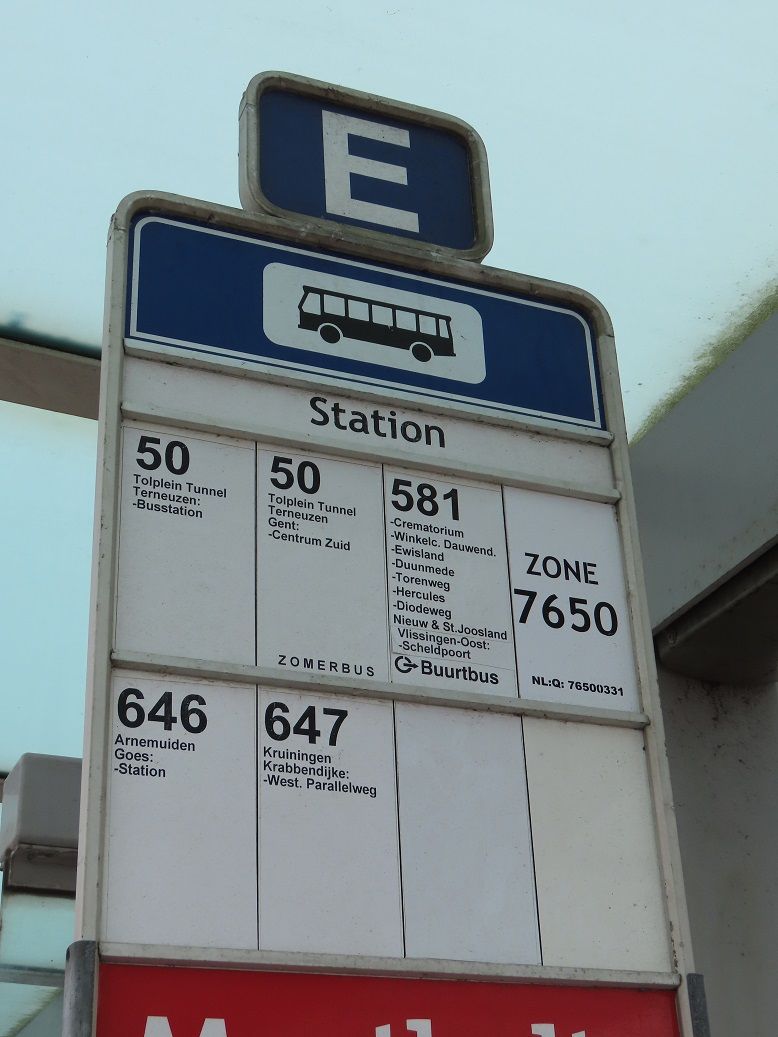 E
Station
50
Tolplein Tunnel
Terneuzen:
-Busstation
50
Tolplein Tunnel
Terneuzen
Gent:
-Centrum Zuid
ZOMERBUS
581
-Crematorium
-Winkelc. Dauwend.
-Ewisland
-Duunmede
-Torenweg
-Hercules
-Diodeweg
Nieuw & St.Joosland
Vlissingen-Oost:
-Scheldpoort
Buurtbus
ZONE
7650
NL:Q: 76500331
646
Arnemuiden
Goes:
-Station
647
Kruiningen
Krabbendijke:
-West. Parallelweg